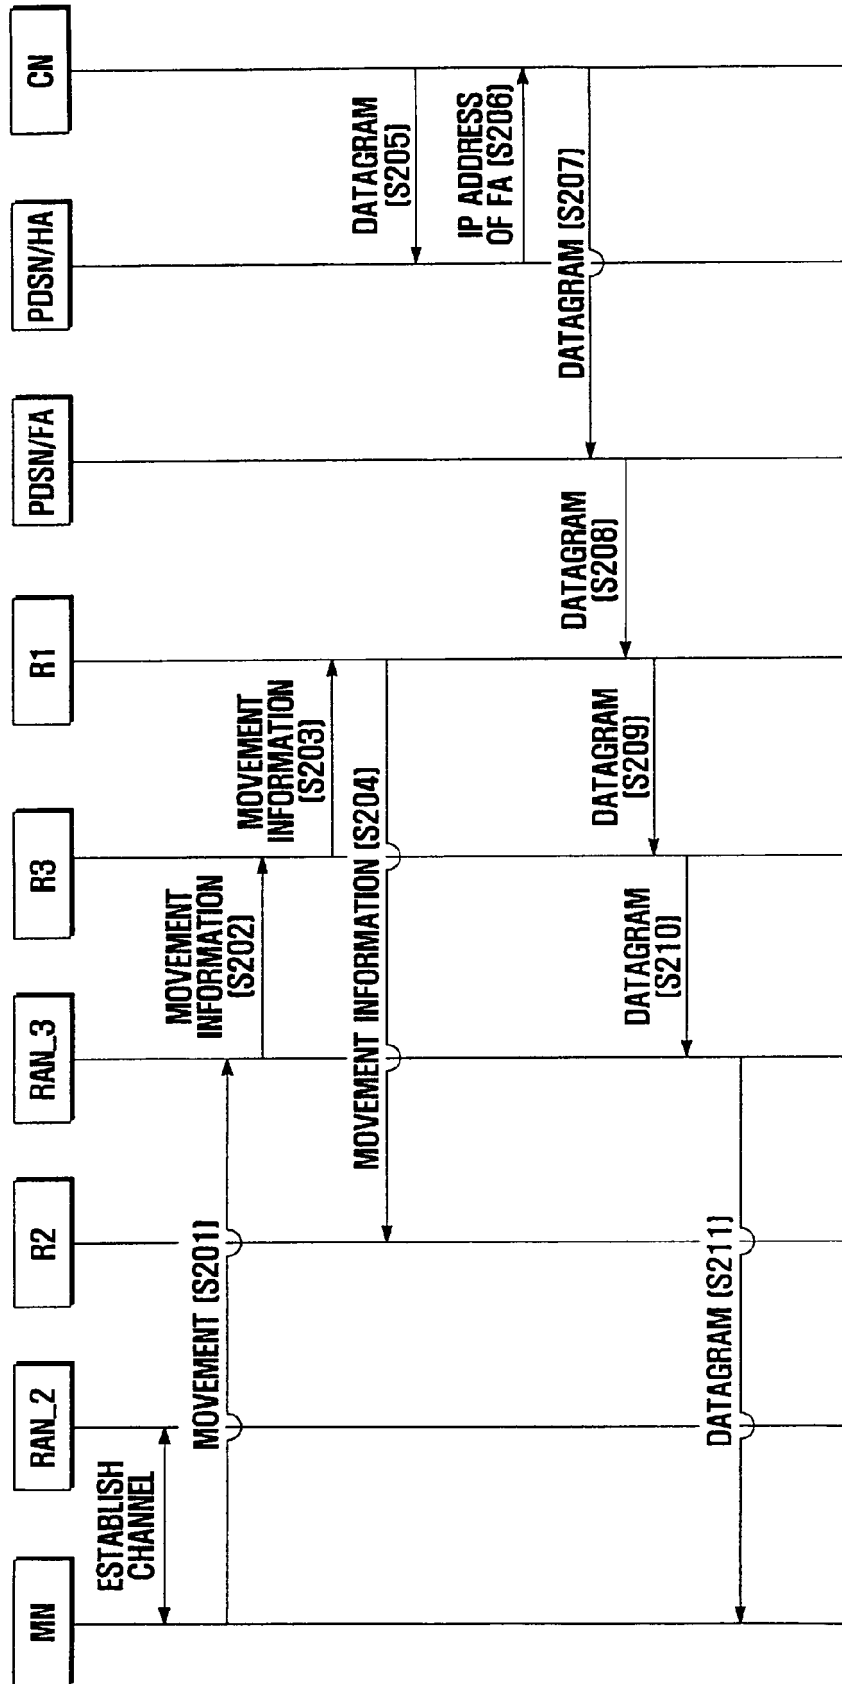 MN
RAN_2
R2
RAN_3
R3
R1
PDSN/FA
PDSN/HA
CN
ESTABLISH
CHANNEL
MOVEMENT (S201)
MOVEMENT
INFORMATION
(S202)
MOVEMENT
INFORMATION
(S203)
MOVEMENT INFORMATION (S204)
DATAGRAM
(S205)
IP ADDRESS
OF FA (S206)
DATAGRAM (S207)
DATAGRAM
(S208)
DATAGRAM
(S209)
DATAGRAM
(S210)
DATAGRAM (S211)